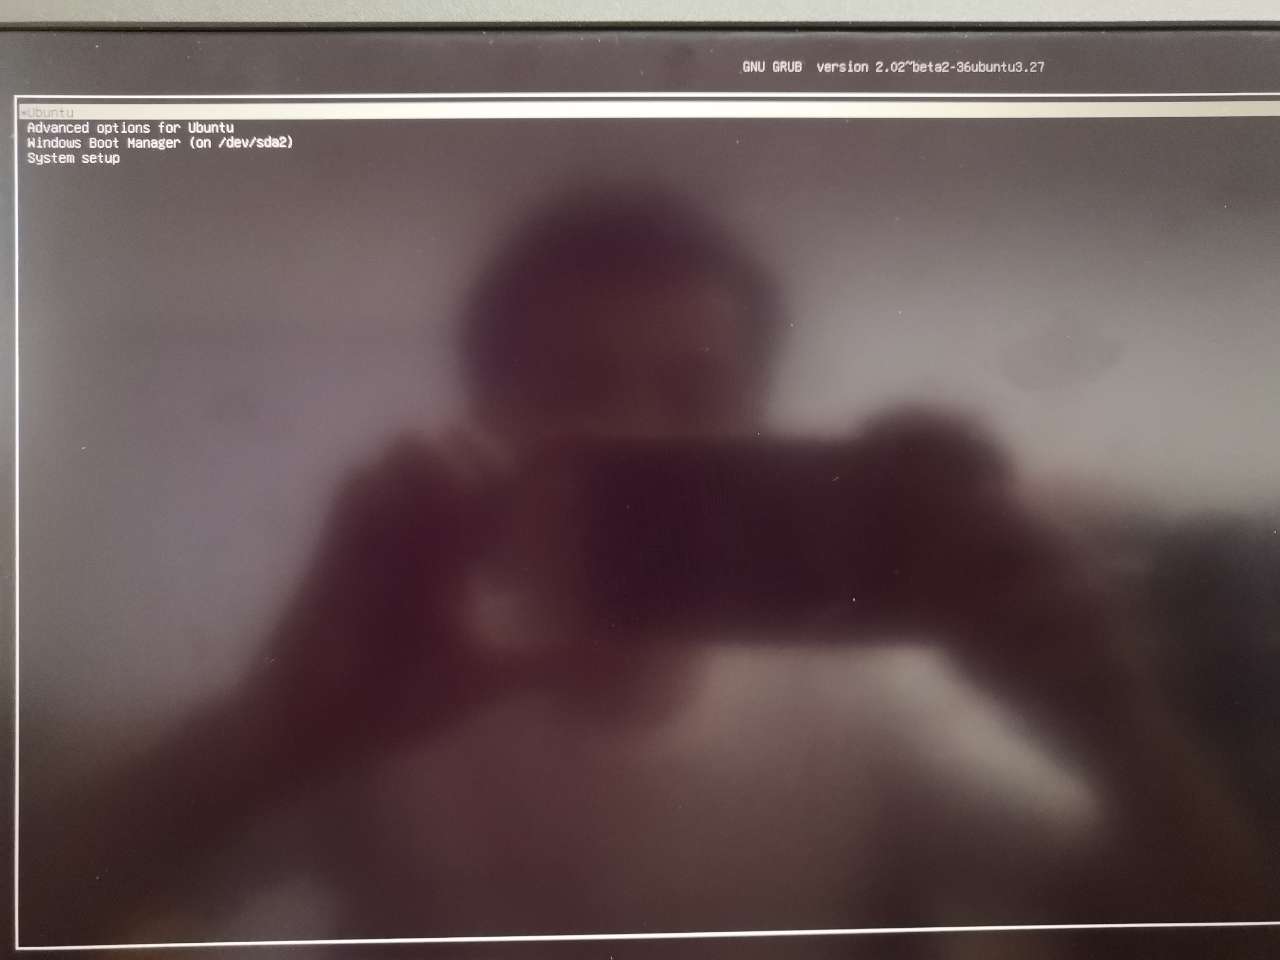 GNU GRUB version 2.02~beta2-36ubuntu3.27
*Ubuntu
Advanced options for Ubuntu
Windows Boot Manager (on /dev/sda2)
System setup